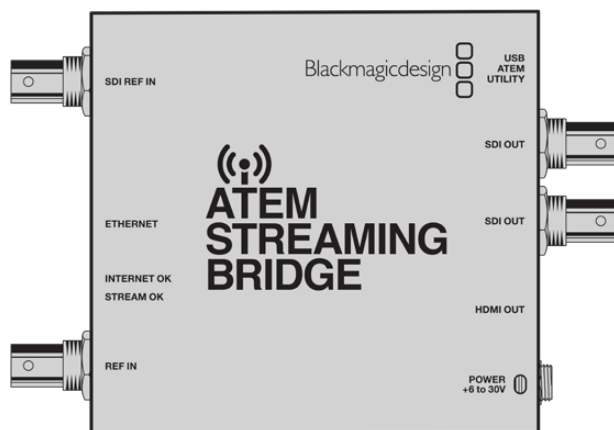 Blackmagicdesign
USB
ATEM
UTILITY
SDI REF IN
SDI OUT
ATEM
STREAMING
BRIDGE
ETHERNET
SDI OUT
INTERNET OK
STREAM OK
HDMI OUT
REF IN
POWER
+6 to 30V